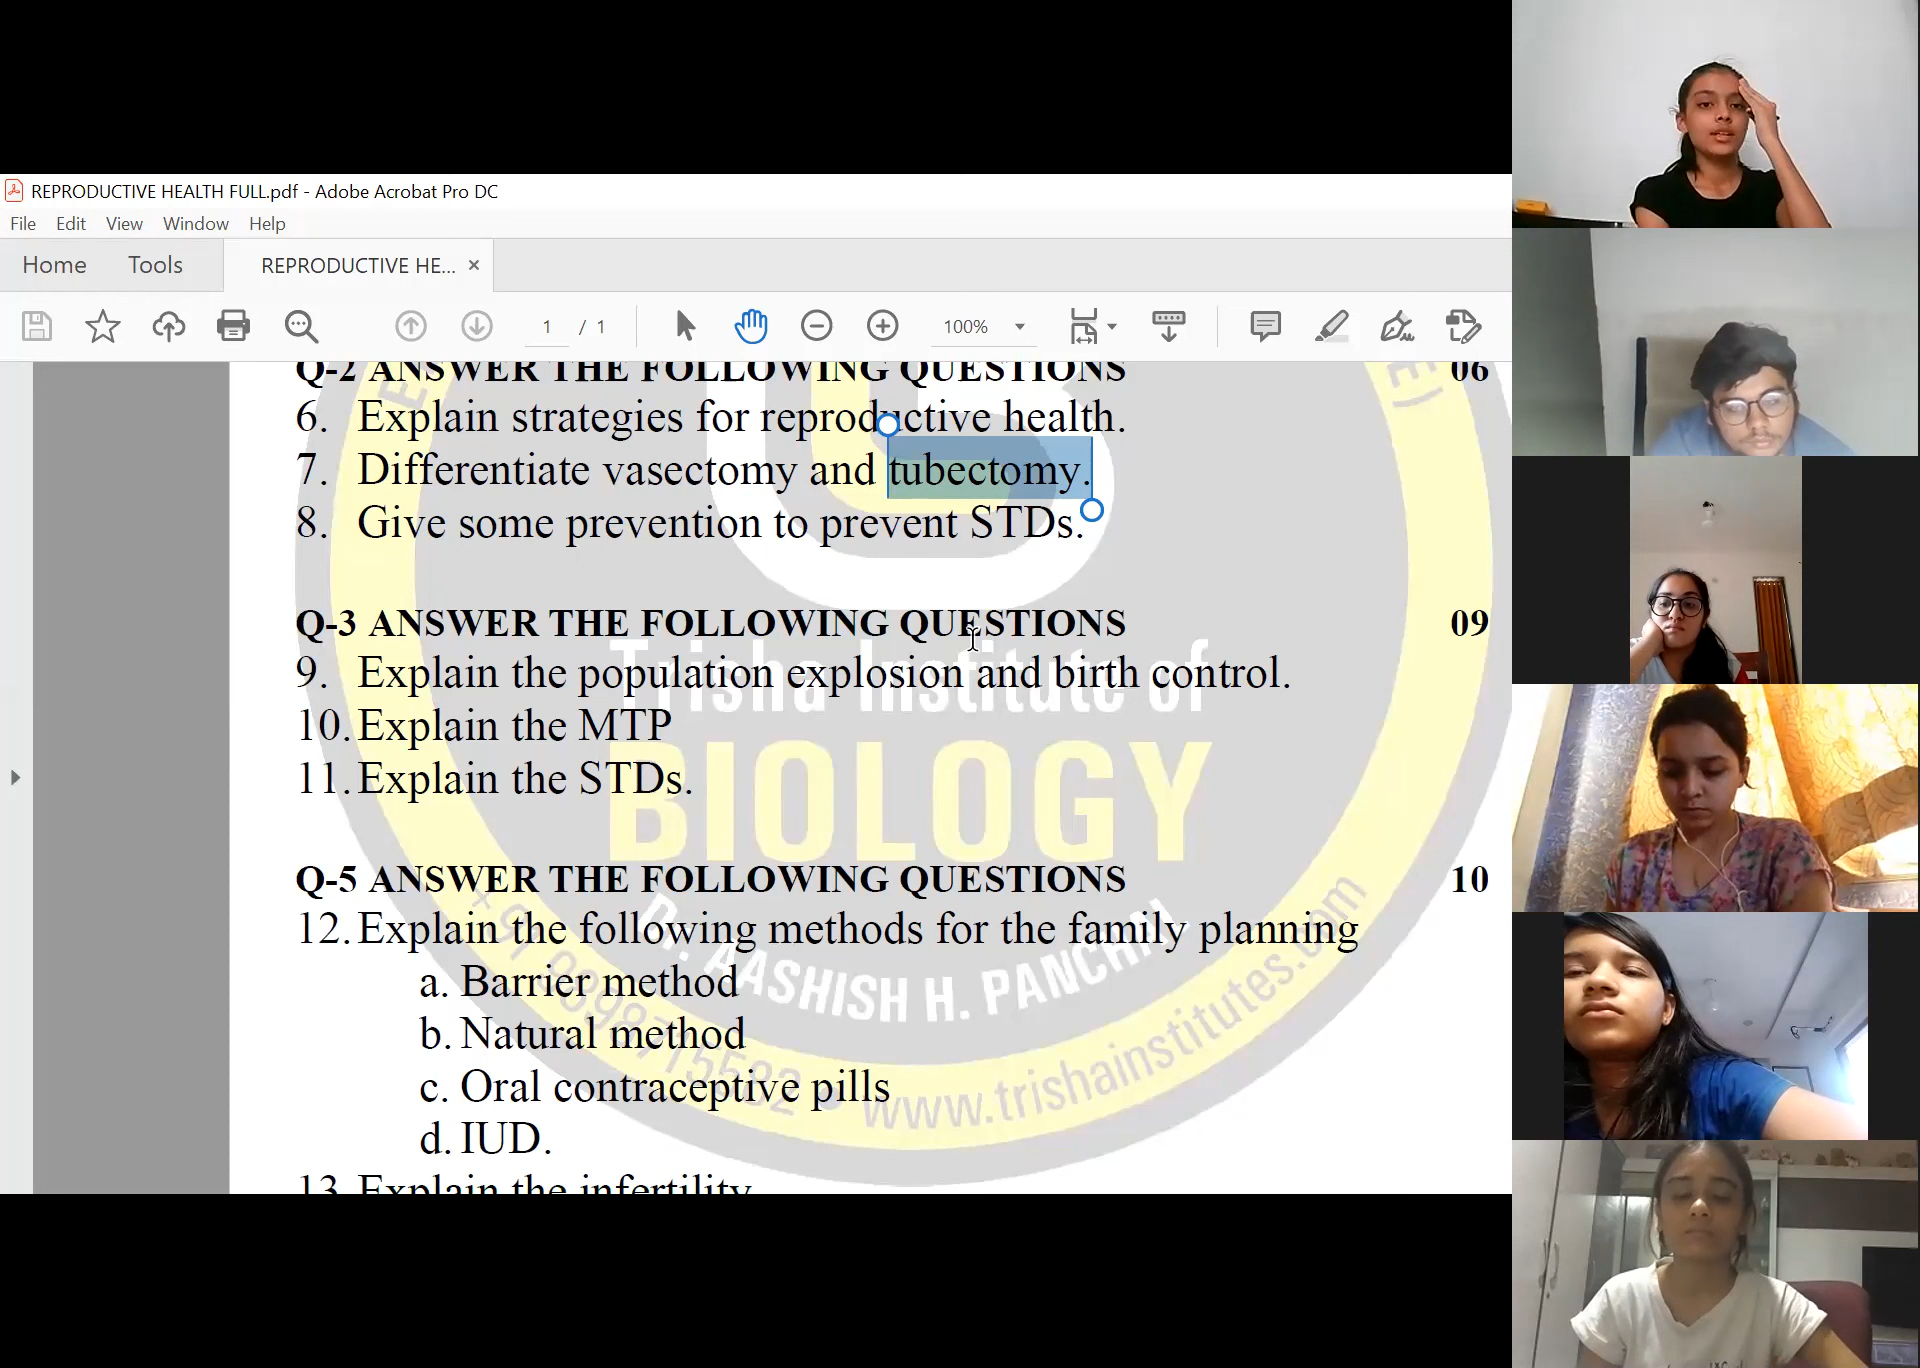 REPRODUCTIVE HEALTH FULL.pdf - Adobe Acrobat Pro DC
File Edit View Window Help
Home Tools REPRODUCTIVE HE... ×
1 / 1 100%
Q-2 ANSWER THE FOLLOWING QUESTIONS 06
6. Explain strategies for reproductive health.
7. Differentiate vasectomy and tubectomy.
8. Give some prevention to prevent STDs.
Q-3 ANSWER THE FOLLOWING QUESTIONS 09
9. Explain the population explosion and birth control.
10. Explain the MTP
11. Explain the STDs.
Q-5 ANSWER THE FOLLOWING QUESTIONS 10
12. Explain the following methods for the family planning
a. Barrier method
b. Natural method
c. Oral contraceptive pills
d. IUD.
13. Explain the infertility
Trisha Institute of
BIOLOGY
AASHISH H.
www.trishainstitutes.com